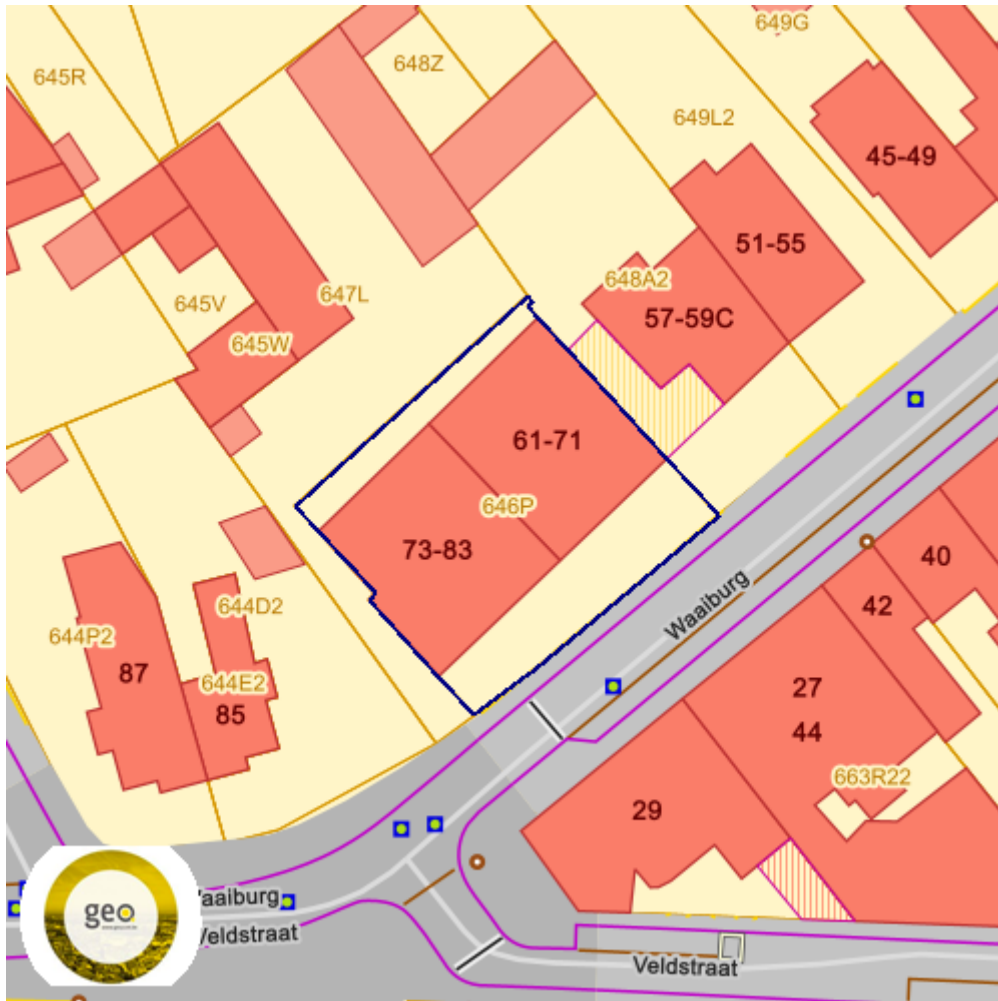 649G
648Z
645R
649L2
45-49
51-55
648A2
647L
645V
57-59C
645W
61-71
646P
73-83
40
Waaiburg
42
644D2
644P2
87
644E2
27
85
44
663R22
29
geo
Waaiburg
Veldstraat
Veldstraat